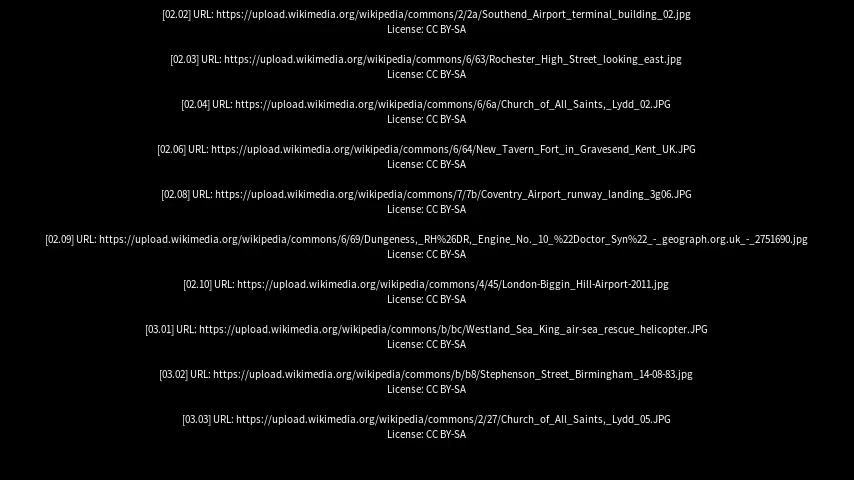 [02.02] URL: https://upload.wikimedia.org/wikipedia/commons/2/2a/Southend_Airport_terminal_building_02.jpg
License: CC BY-SA
[02.03] URL: https://upload.wikimedia.org/wikipedia/commons/6/63/Rochester_High_Street_looking_east.jpg
License: CC BY-SA
[02.04] URL: https://upload.wikimedia.org/wikipedia/commons/6/6a/Church_of_All_Saints,_Lydd_02.JPG
License: CC BY-SA
[02.06] URL: https://upload.wikimedia.org/wikipedia/commons/6/64/New_Tavern_Fort_in_Gravesend_Kent_UK.JPG
License: CC BY-SA
[02.08] URL: https://upload.wikimedia.org/wikipedia/commons/7/7b/Coventry_Airport_runway_landing_3g06.JPG
License: CC BY-SA
[02.09] URL: https://upload.wikimedia.org/wikipedia/commons/6/69/Dungeness,_RH%26DR,_Engine_No._10_%22Doctor_Syn%22_-_geograph.org.uk_-_2751690.jpg
License: CC BY-SA
[02.10] URL: https://upload.wikimedia.org/wikipedia/commons/4/45/London-Biggin_Hill-Airport-2011.jpg
License: CC BY-SA
[03.01] URL: https://upload.wikimedia.org/wikipedia/commons/b/bc/Westland_Sea_King_air-sea_rescue_helicopter.JPG
License: CC BY-SA
[03.02] URL: https://upload.wikimedia.org/wikipedia/commons/b/b8/Stephenson_Street_Birmingham_14-08-83.jpg
License: CC BY-SA
[03.03] URL: https://upload.wikimedia.org/wikipedia/commons/2/27/Church_of_All_Saints,_Lydd_05.JPG
License: CC BY-SA